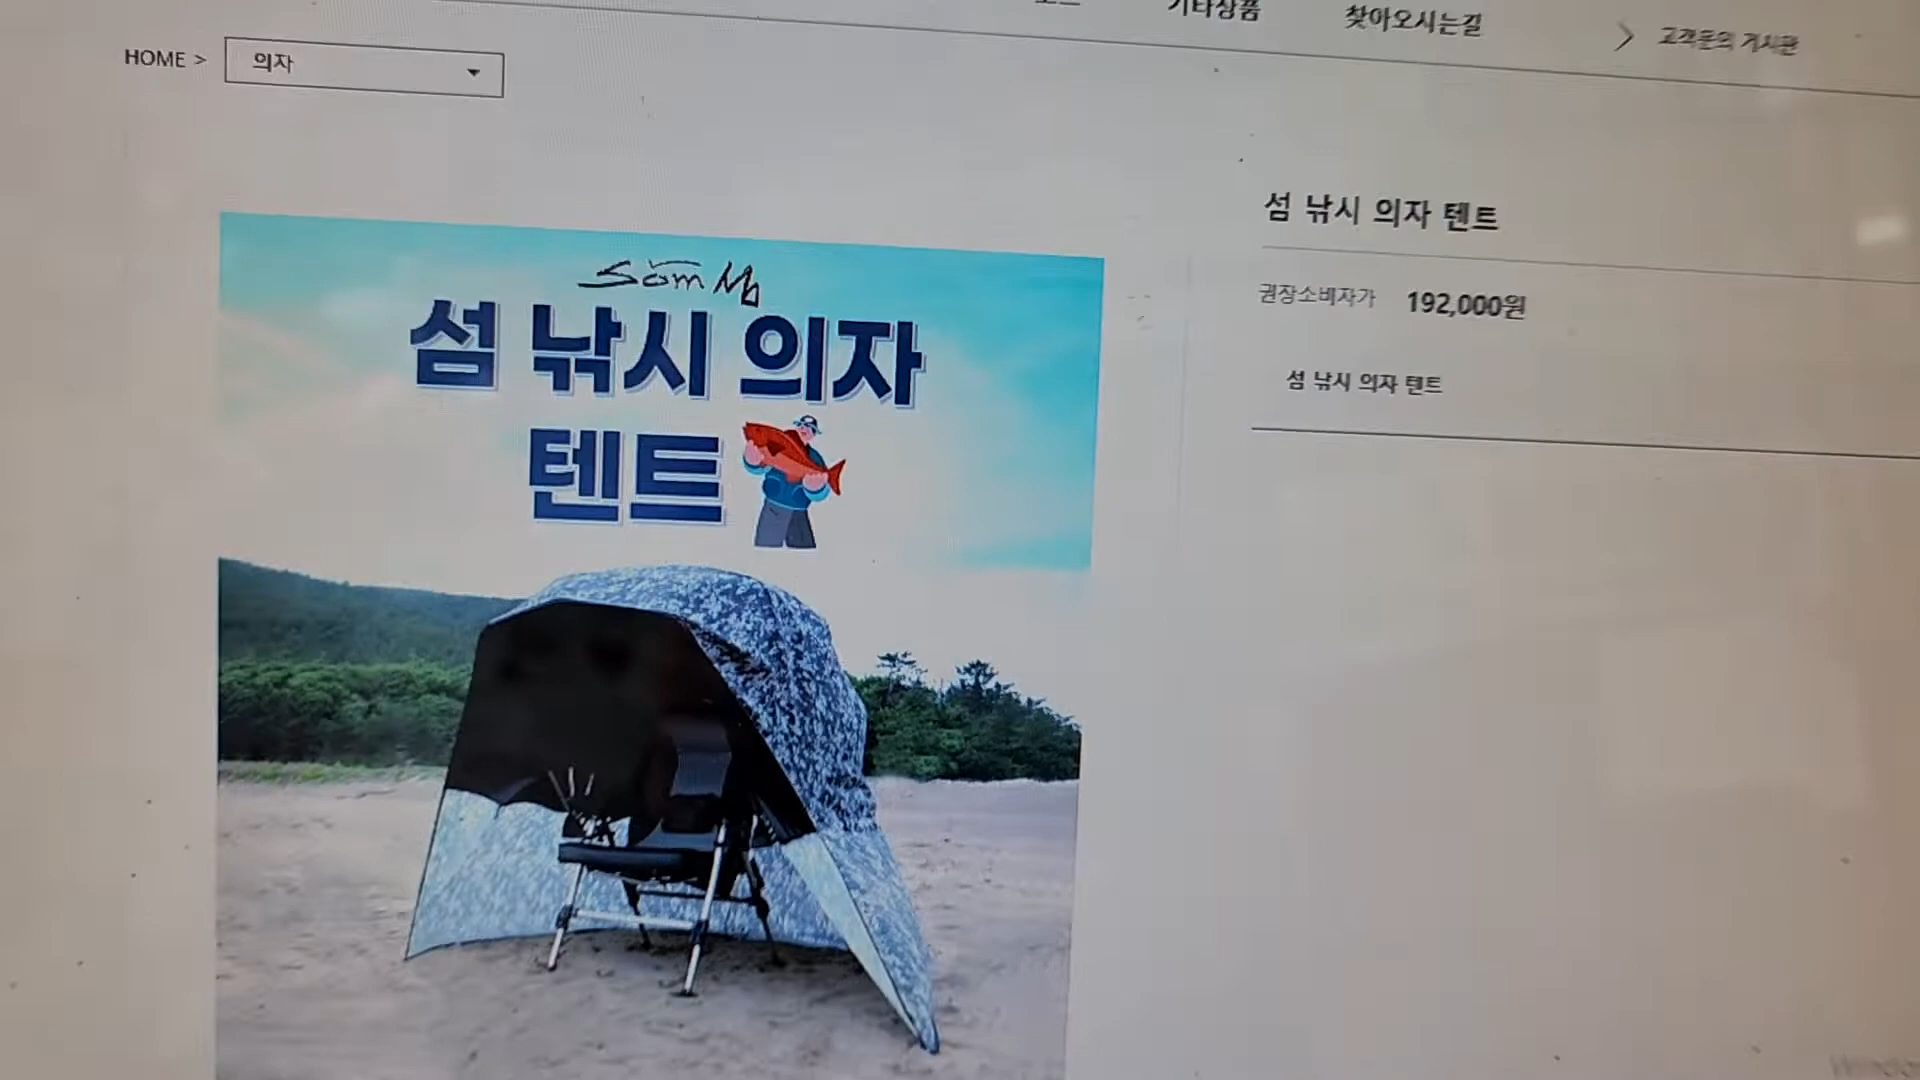 기타상품
찾아오시는길
고객문의 게시판
HOME >
의자
섬 낚시 의자 텐트
권장소비자가 192,000원
섬 낚시 의자 텐트
Söm
섬 낚시 의자
텐트